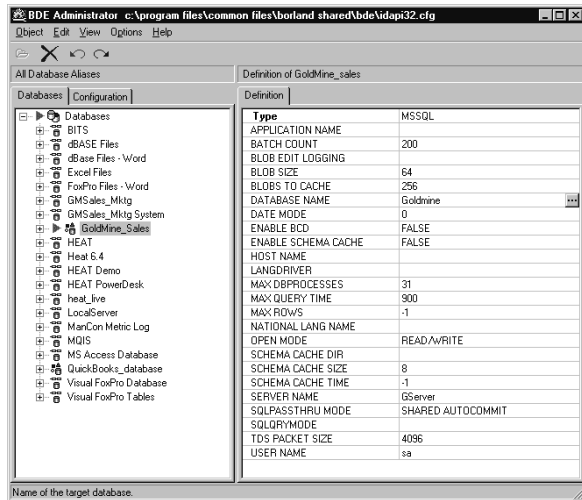 BDE Administrator c:\program files\common files\borland shared\bde\idapi32.cfg
Object Edit View Options Help
All Database Aliases
Definition of GoldMine_sales
Databases Configuration
Definition
Databases
BITS
dBASE Files
dBase Files - Word
Excel Files
FoxPro Files - Word
GMSales_Mktg
GMSales_Mktg System
GoldMine_Sales
HEAT
Heat 6.4
HEAT Demo
HEAT PowerDesk
heat_live
LocalServer
ManCon Metric Log
MQIS
MS Access Database
QuickBooks_database
Visual FoxPro Database
Visual FoxPro Tables
Type MSSQL
APPLICATION NAME
BATCH COUNT 200
BLOB EDIT LOGGING
BLOB SIZE 64
BLOBS TO CACHE 256
DATABASE NAME Goldmine ...
DATE MODE 0
ENABLE BCD FALSE
ENABLE SCHEMA CACHE FALSE
HOST NAME
LANGDRIVER
MAX DBPROCESSES 31
MAX QUERY TIME 900
MAX ROWS -1
NATIONAL LANG NAME
OPEN MODE READ/WRITE
SCHEMA CACHE DIR
SCHEMA CACHE SIZE 8
SCHEMA CACHE TIME -1
SERVER NAME GServer
SQLPASSTHRU MODE SHARED AUTOCOMMIT
SQLQRYMODE
TDS PACKET SIZE 4096
USER NAME sa
Name of the target database.